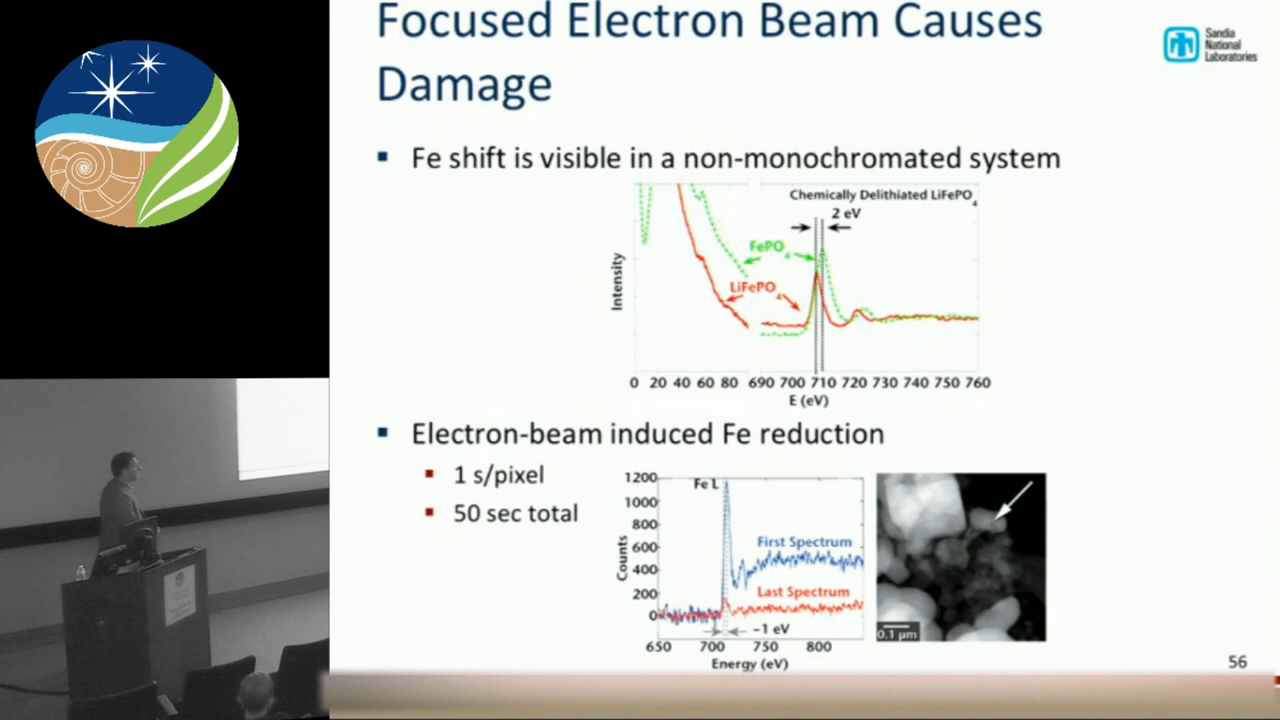 Focused Electron Beam Causes
Damage
Sandia
National
Laboratories
Fe shift is visible in a non-monochromated system
Chemically Delithiated LiFePO4
2 eV
FePO4
LiFePO4
Intensity
0 20 40 60 80 690 700 710 720 730 740 750 760
E (eV)
Electron-beam induced Fe reduction
1 s/pixel
50 sec total
1200
1000
800
600
400
200
0
Counts
Fe L
First Spectrum
Last Spectrum
~1 eV
650 700 750 800
Energy (eV)
0.1 µm
56